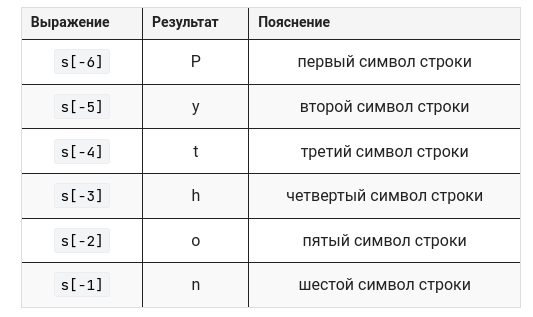 Выражение Результат Пояснение
s[-6] P первый символ строки
s[-5] y второй символ строки
s[-4] t третий символ строки
s[-3] h четвертый символ строки
s[-2] o пятый символ строки
s[-1] n шестой символ строки